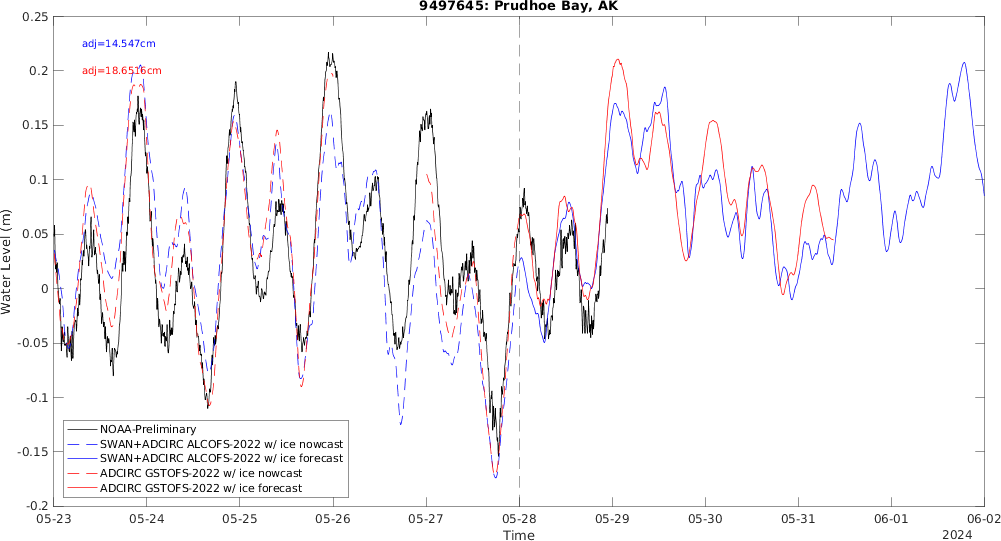 9497645: Prudhoe Bay, AK
0.25
0.2
0.15
0.1
0.05
0
-0.05
-0.1
-0.15
-0.2
Water Level (m)
adj=14.547cm
adj=18.6516cm
NOAA-Preliminary
SWAN+ADCIRC ALCOFS-2022 w/ ice nowcast
SWAN+ADCIRC ALCOFS-2022 w/ ice forecast
ADCIRC GSTOFS-2022 w/ ice nowcast
ADCIRC GSTOFS-2022 w/ ice forecast
05-23 05-24 05-25 05-26 05-27 05-28 05-29 05-30 05-31 06-01 06-02
Time
2024